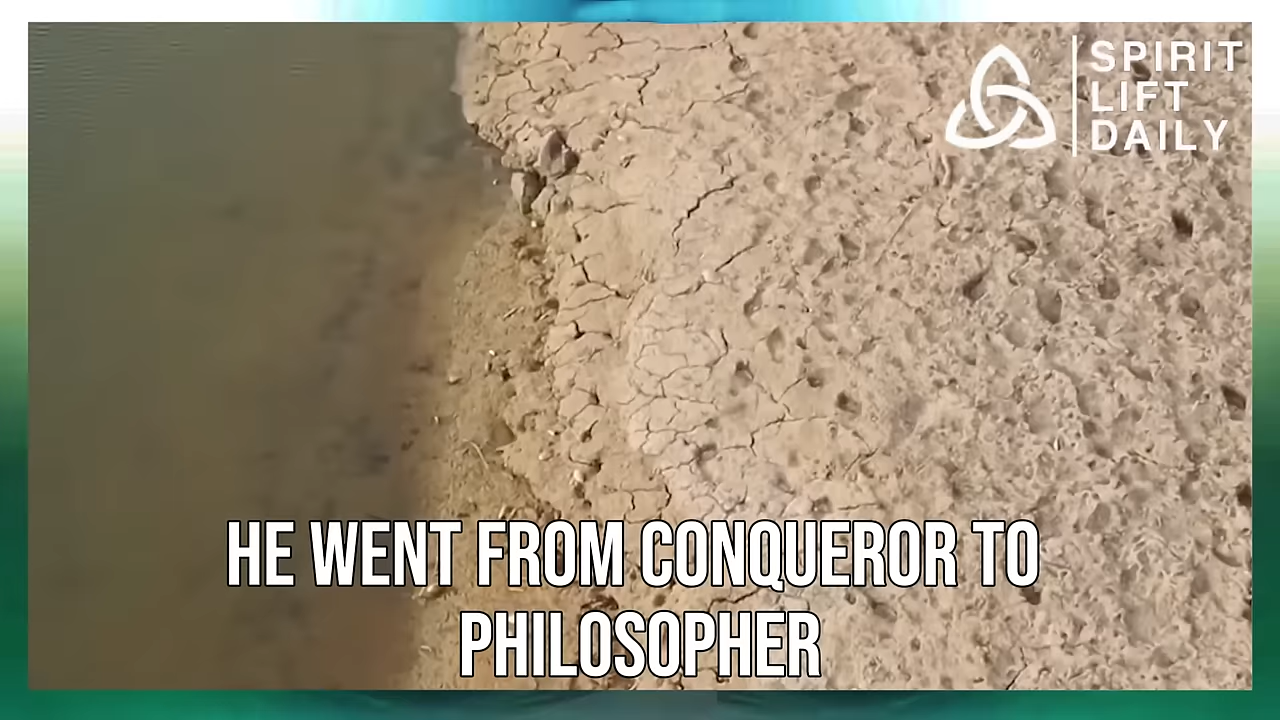 SPIRIT
LIFT
DAILY
HE WENT FROM CONQUEROR TO
PHILOSOPHER